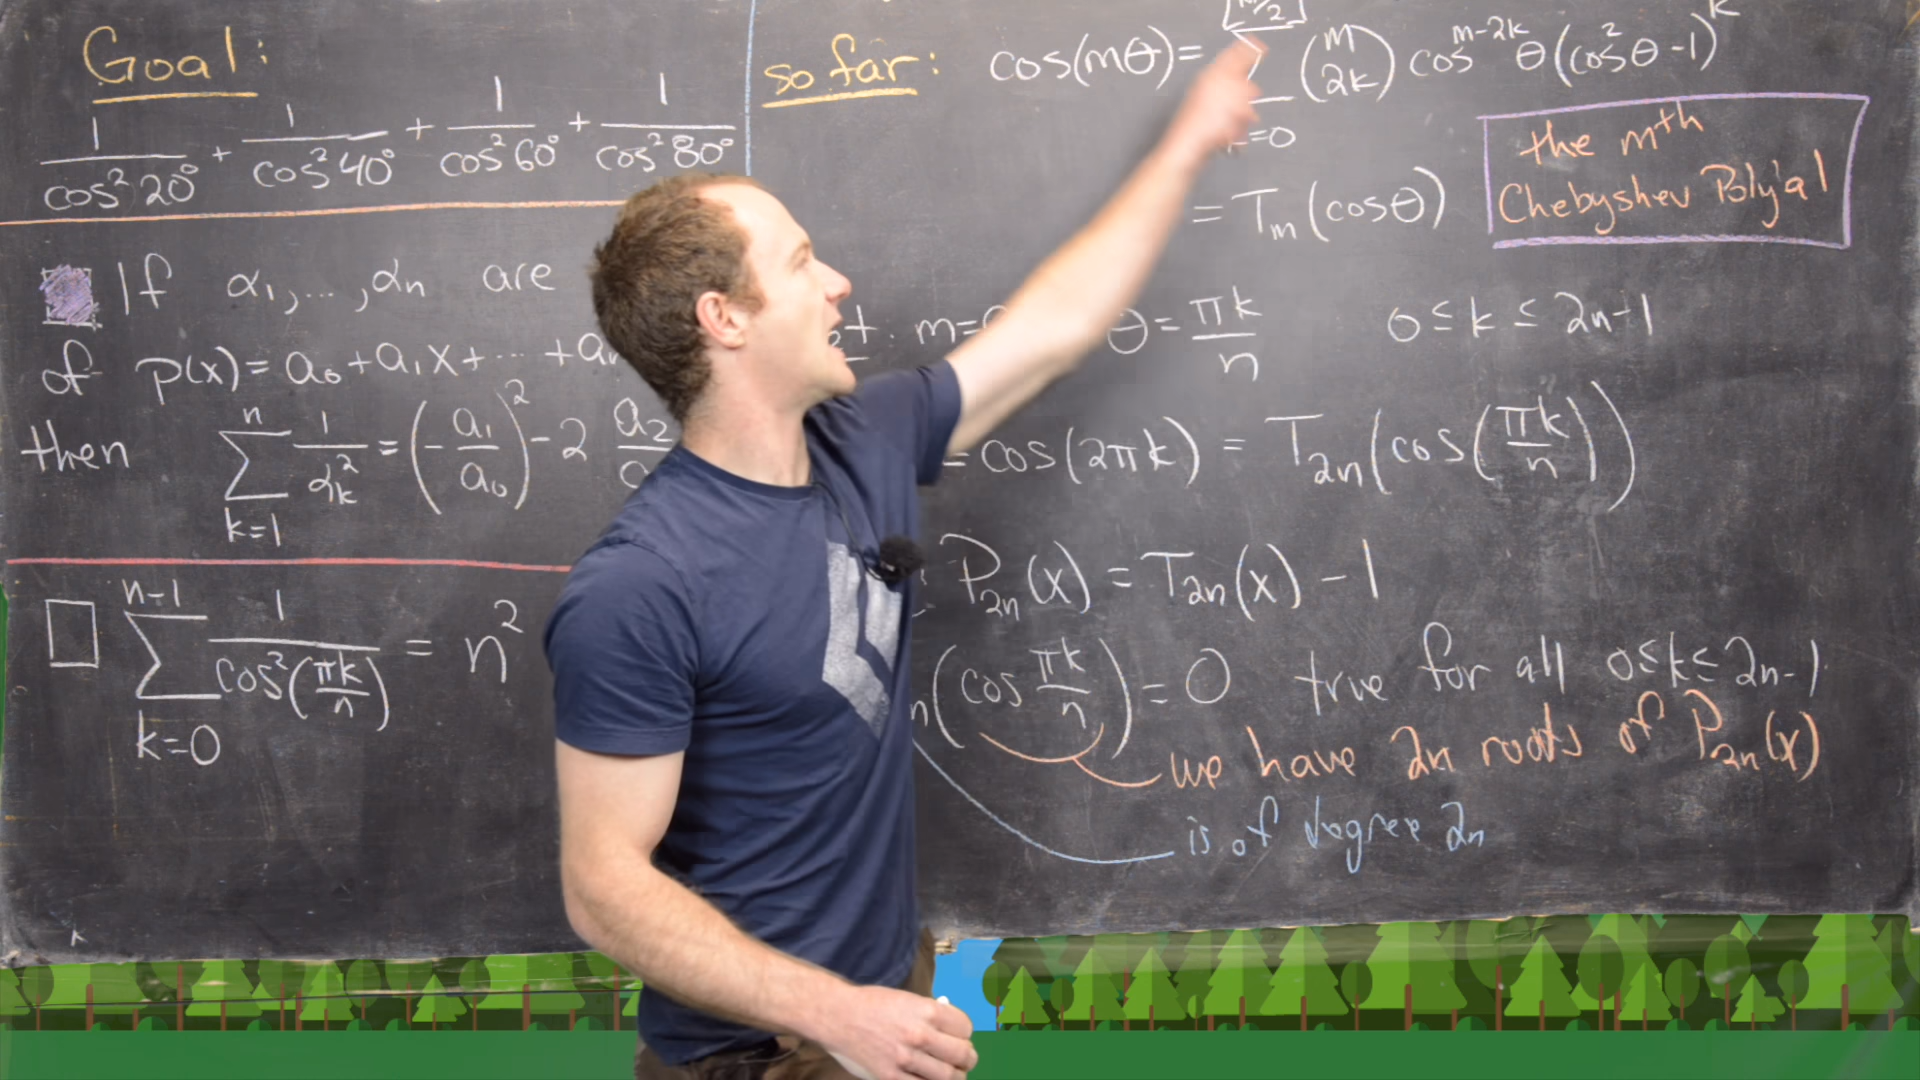 Goal:
1/cos²20° + 1/cos²40° + 1/cos²60° + 1/cos²80°
If α₁,...,αₙ are
of p(x)= a₀+a₁x+ ··· +a
then Σ_{k=1}^{n} 1/αₖ² = (-a₁/a₀)² - 2 a₂/
Σ_{k=0}^{n-1} 1/cos²(πk/n) = n²
so far: cos(mθ)= Σ (m 2k) cos^{m-2k}θ (cos²θ-1)^k
=0
= Tₘ(cosθ)
the mth
Chebyshev Poly'al
m= θ = πk/n 0≤k≤2n-1
= cos(2πk) = T₂ₙ(cos(πk/n))
P₂ₙ(x) = T₂ₙ(x) - 1
n(cos πk/n) = 0 true for all 0≤k≤2n-1
we have 2n roots of P₂ₙ(x)
is of degree 2n